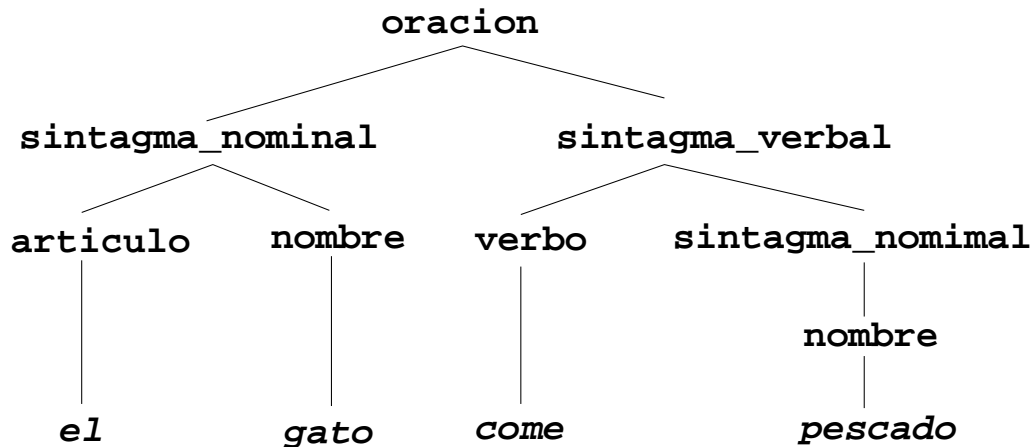 oracion
sintagma_nominal sintagma_verbal
articulo nombre verbo sintagma_nomimal
nombre
el gato come pescado